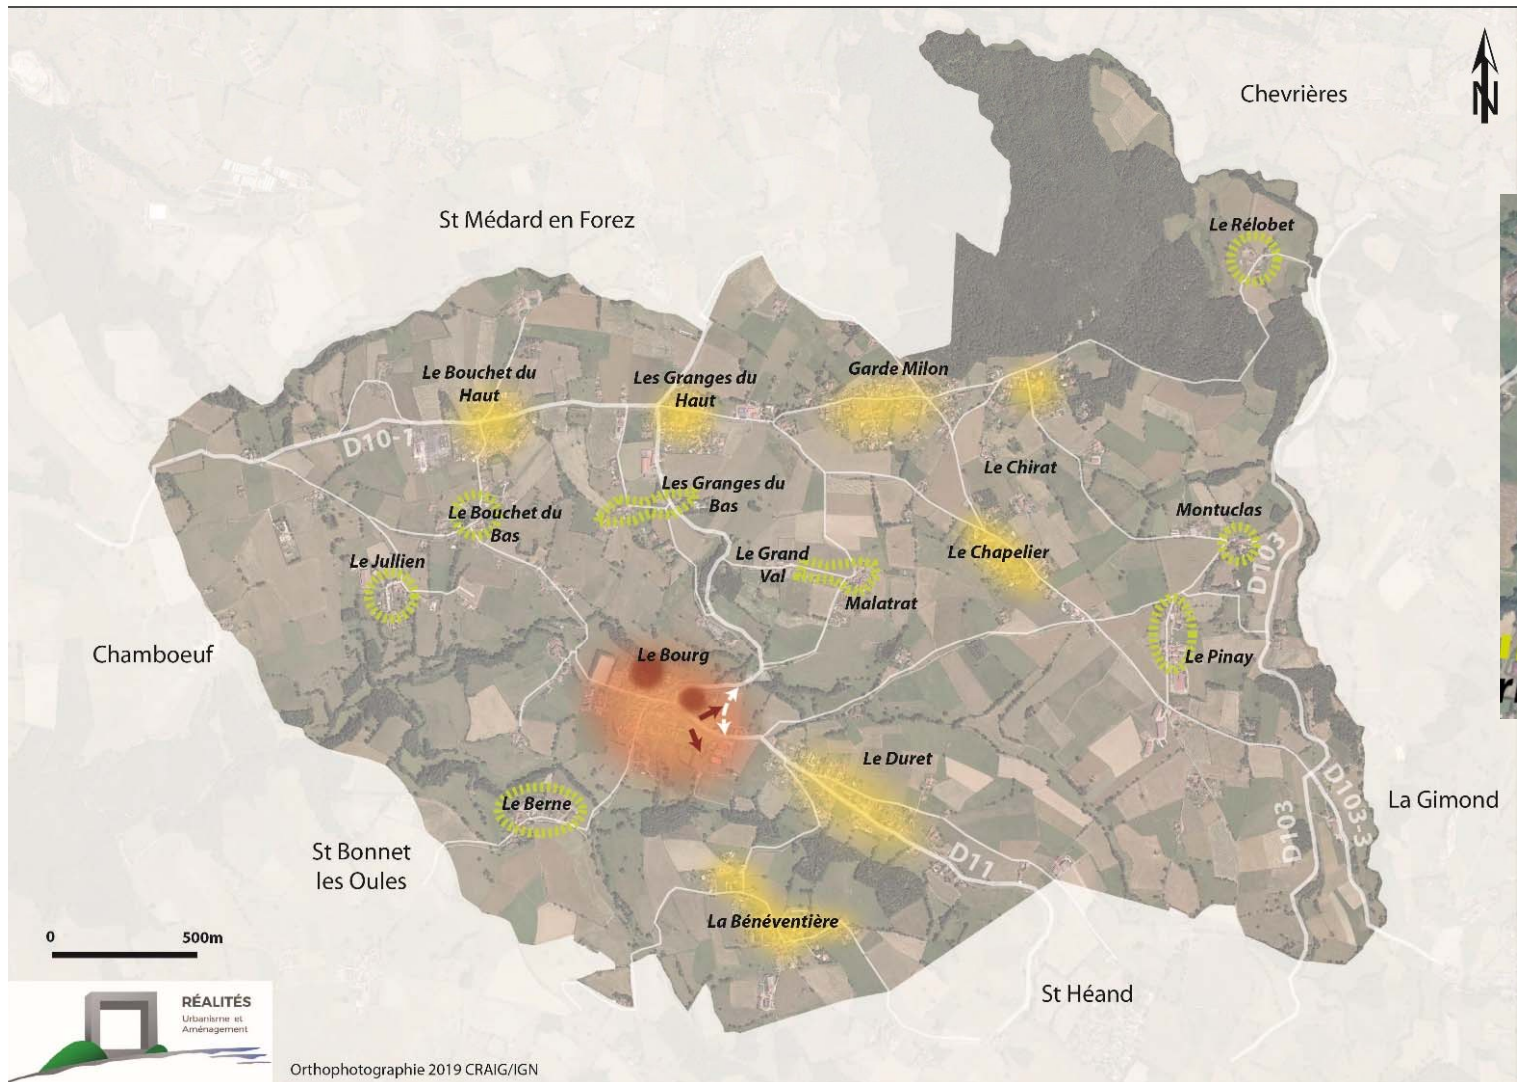 Chevrières
N
St Médard en Forez
Le Rélobet
Le Bouchet du
Haut
Les Granges du
Haut
Garde Milon
D10-1
Le Chirat
Les Granges du
Bas
Le Bouchet du
Bas
Montuclas
Le Jullien
Le Grand
Val
Le Chapelier
D103
Malatrat
Chamboeuf
Le Bourg
Le Pinay
Le Duret
Le Berne
La Gimond
D103-3
D103
St Bonnet
les Oules
D11
La Bénéventière
0 500m
St Héand
RÉALITÉS
Urbanisme et
Aménagement
Orthophotographie 2019 CRAIG/IGN